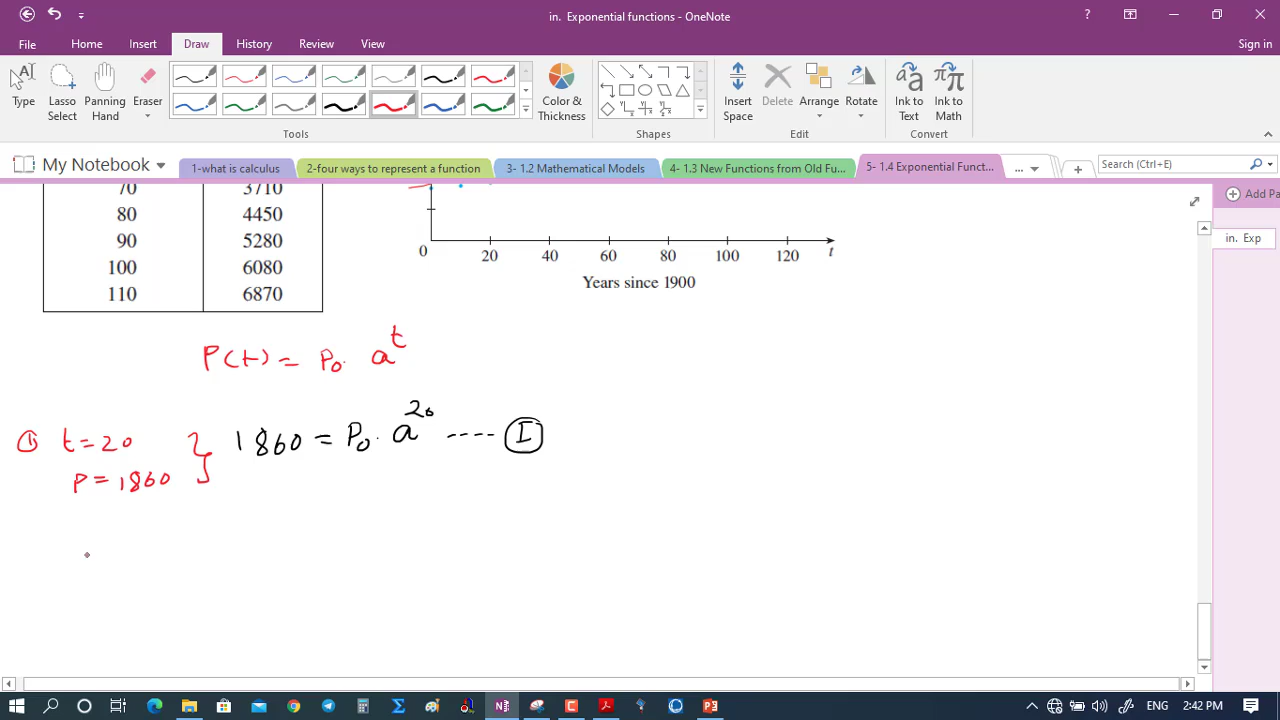 in. Exponential functions - OneNote
?
File Home Insert Draw History Review View Sign in
Type Lasso Select Panning Hand Eraser Color & Thickness Insert Space Delete Arrange Rotate Ink to Text Ink to Math
Tools Shapes Edit Convert
My Notebook 1-what is calculus 2-four ways to represent a function 3- 1.2 Mathematical Models 4- 1.3 New Functions from Old Fu... 5- 1.4 Exponential Funct... ... + Search (Ctrl+E)
Add Pa
in. Exp
70 3710
80 4450
90 5280
100 6080
110 6870
0 20 40 60 80 100 120 t
Years since 1900
P(t) = P₀. aᵗ
① t = 20
P = 1860
1860 = P₀. a²⁰ ---- Ⓘ
ENG 2:42 PM